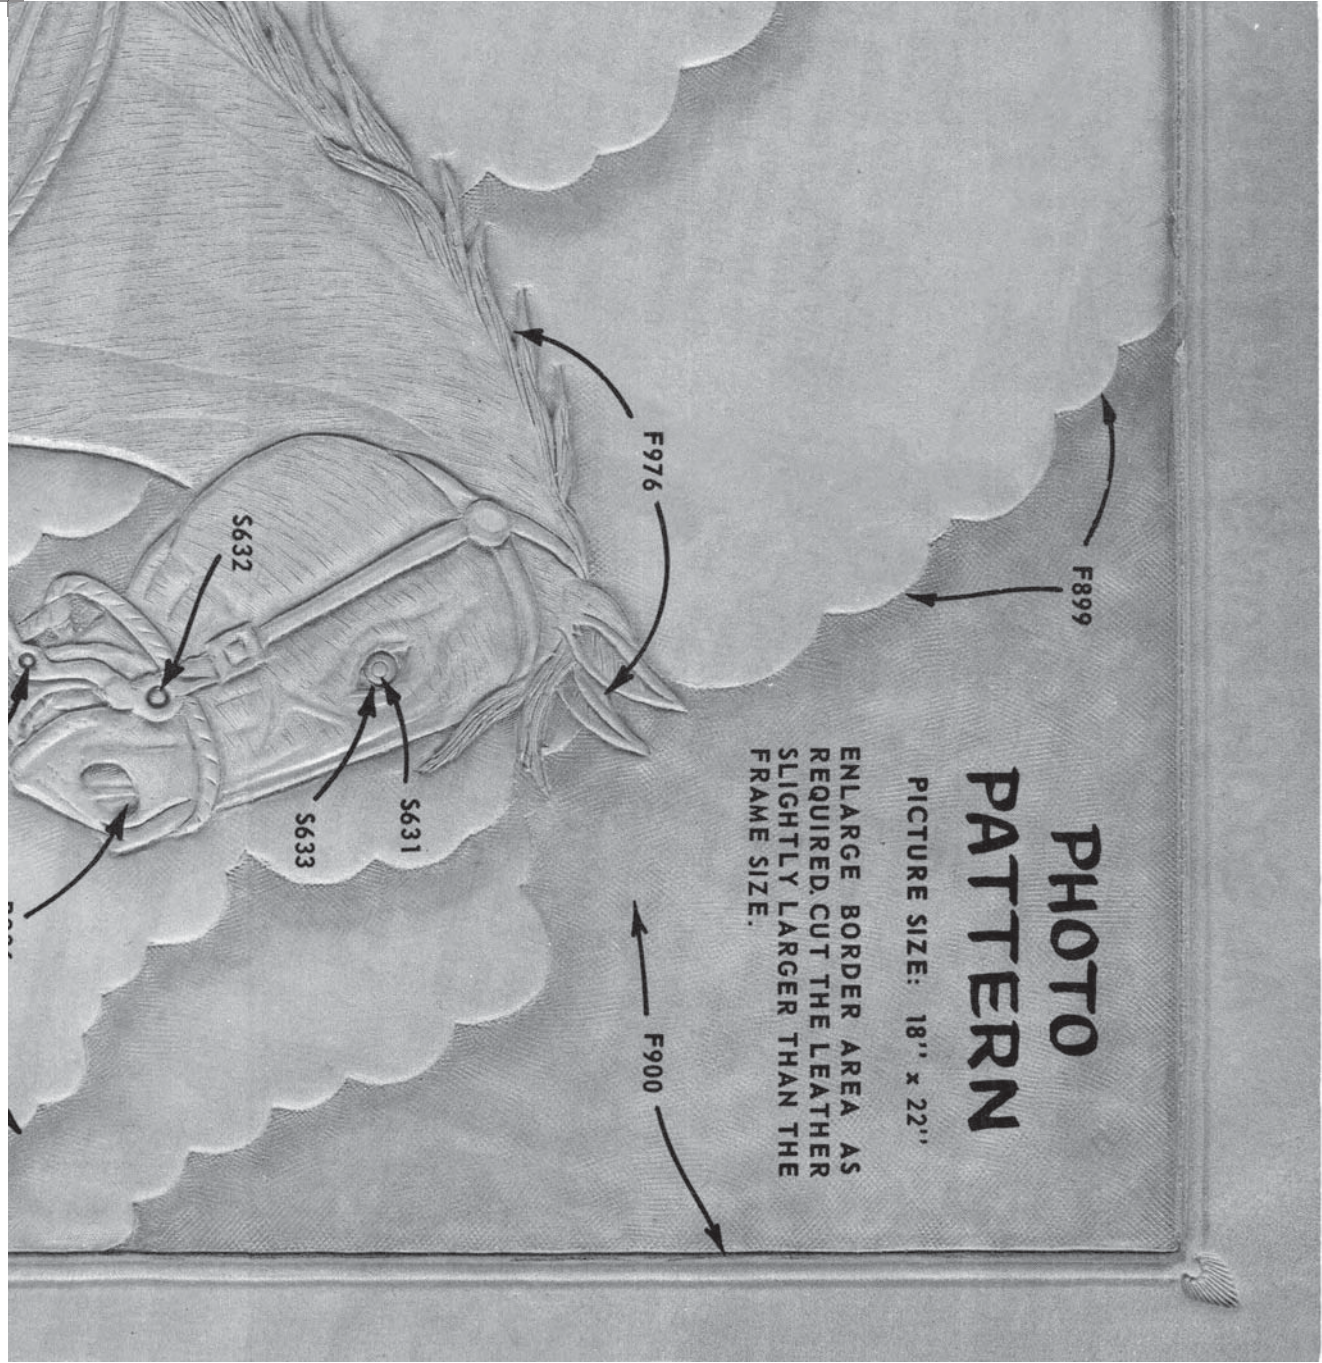 PHOTO
PATTERN
PICTURE SIZE: 18" x 22"
ENLARGE BORDER AREA AS
REQUIRED. CUT THE LEATHER
SLIGHTLY LARGER THAN THE
FRAME SIZE.
F899
F976
F900
S631
S633
S632